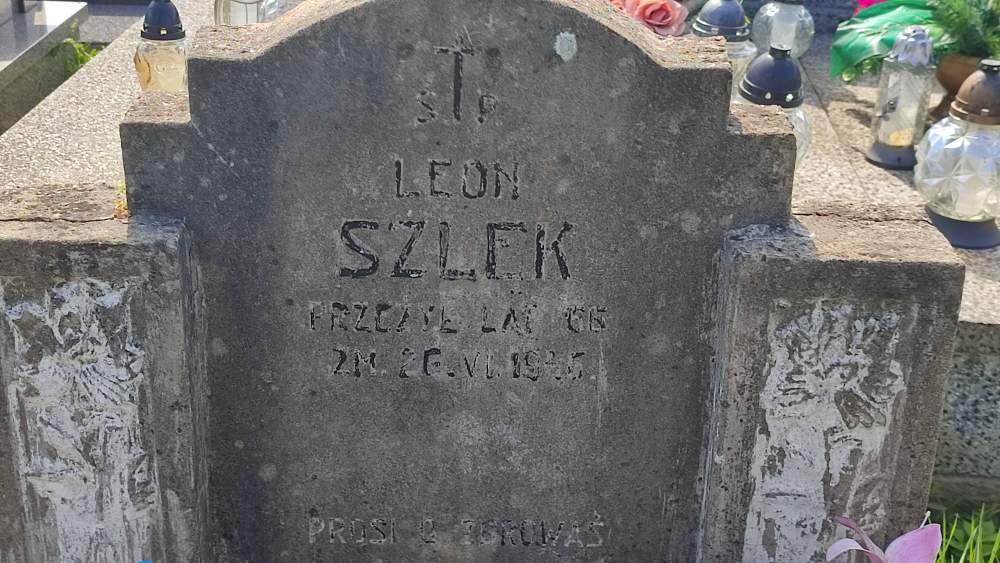 Ś P
LEON
SZLEK
PRZEŻYŁ LAT 66
ZM. 26.VI.
PROSI O ZDROWAŚ